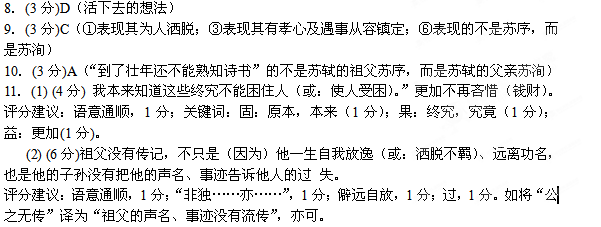 8．(3 分)D（活下去的想法）
9．(3 分)C（①表现其为人洒脱；③表现其有孝心及遇事从容镇定；⑥表现的不是苏序，而
是苏洵）
10．(3 分)A（“到了壮年还不能熟知诗书”的不是苏轼的祖父苏序，而是苏轼的父亲苏洵）
11．(1) (4 分) 我本来知道这些终究不能困住人（或：使人受困）。”更加不再吝惜（钱财）。
评分建议：语意通顺，1 分；关键词：固：原本，本来（1 分）；果：终究，究竟（1 分）；
益：更加(1 分)。
(2) (6 分)祖父没有传记，不只是（因为）他一生自我放逸（或：洒脱不羁）、远离功名，
也是他的子孙没有把他的声名、事迹告诉他人的过 失。
评分建议：语意通顺，1 分；“非独……亦……”，1 分；僻远自放，1 分；过，1 分。如将“公
之无传”译为“祖父的声名、事迹没有流传”，亦可。